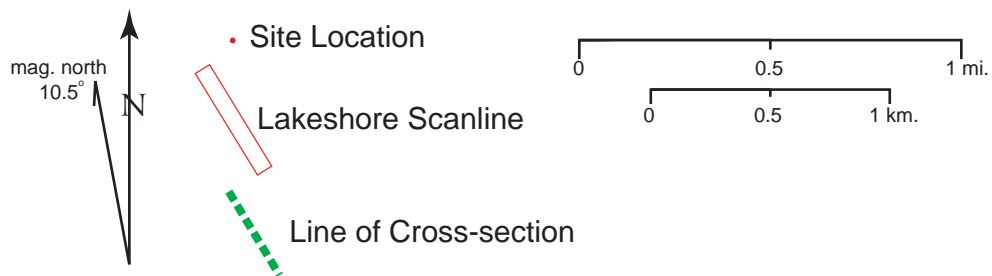 mag. north
10.5°
N
Site Location
Lakeshore Scanline
Line of Cross-section
0 0.5 1 mi.
0 0.5 1 km.